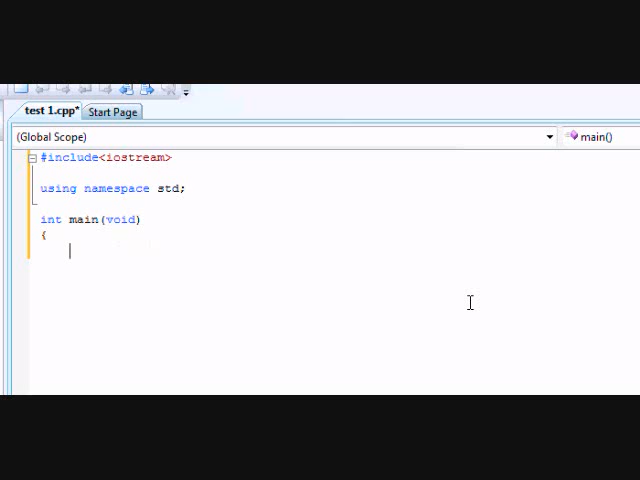 test 1.cpp* Start Page
(Global Scope) main()
#include<iostream>
using namespace std;
int main(void)
{